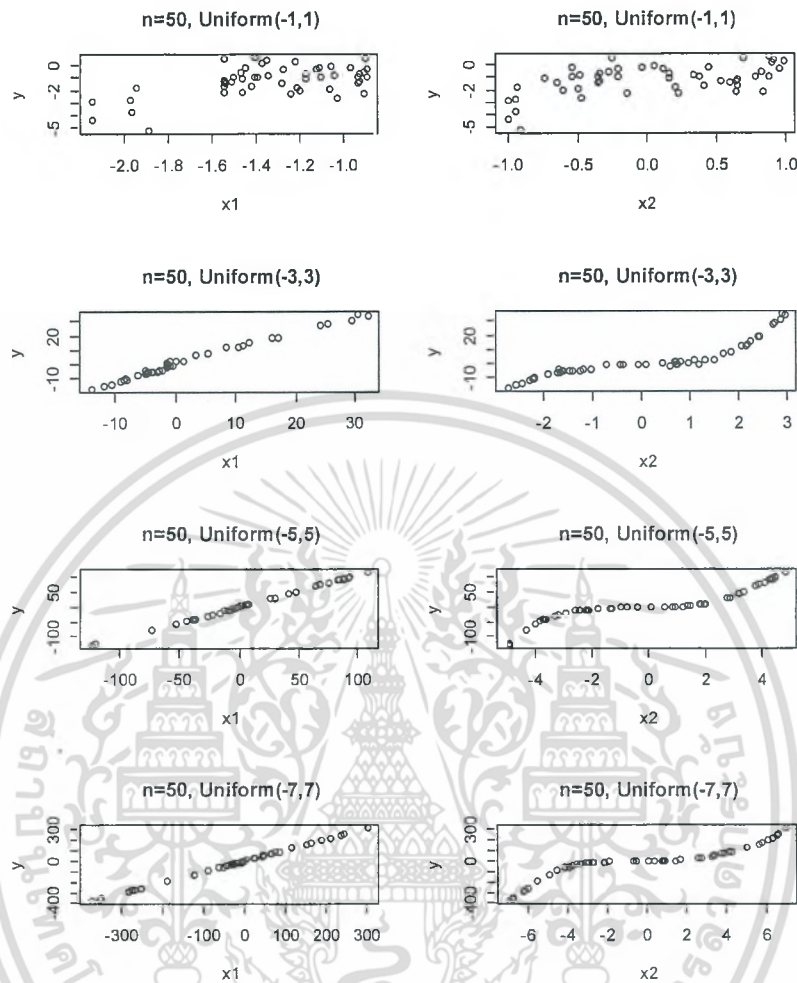 n=50, Uniform(-1,1)
n=50, Uniform(-1,1)
y
0
-2
-5
-2.0 -1.8 -1.6 -1.4 -1.2 -1.0
x1
y
0
-2
-5
-1.0 -0.5 0.0 0.5 1.0
x2
n=50, Uniform(-3,3)
n=50, Uniform(-3,3)
y
20
-10
-10 0 10 20 30
x1
y
20
-10
-2 -1 0 1 2 3
x2
n=50, Uniform(-5,5)
n=50, Uniform(-5,5)
y
50
-100
-100 -50 0 50 100
x1
y
50
-100
-4 -2 0 2 4
x2
n=50, Uniform(-7,7)
n=50, Uniform(-7,7)
y
300
0
-400
-300 -100 0 100 200 300
x1
y
300
0
-400
-6 -4 -2 0 2 4 6
x2